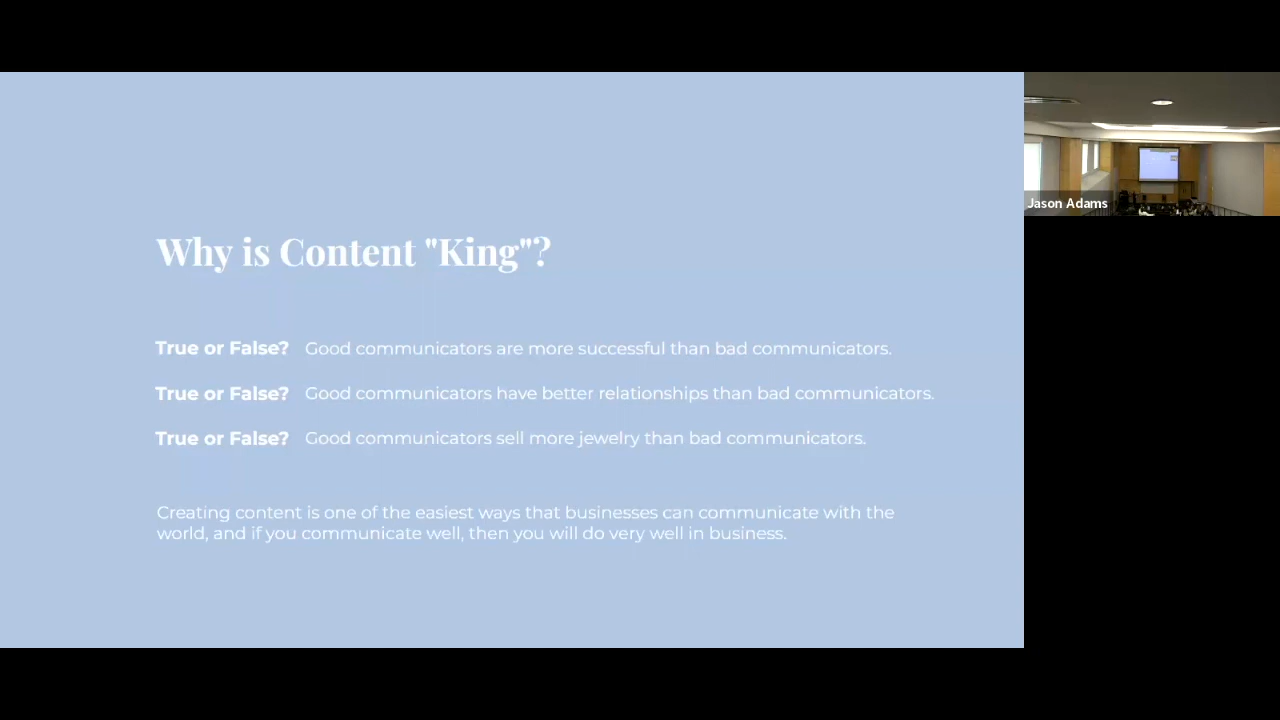 Why is Content "King"?
True or False? Good communicators are more successful than bad communicators.
True or False? Good communicators have better relationships than bad communicators.
True or False? Good communicators sell more jewelry than bad communicators.
Creating content is one of the easiest ways that businesses can communicate with the
world, and if you communicate well, then you will do very well in business.
Jason Adams